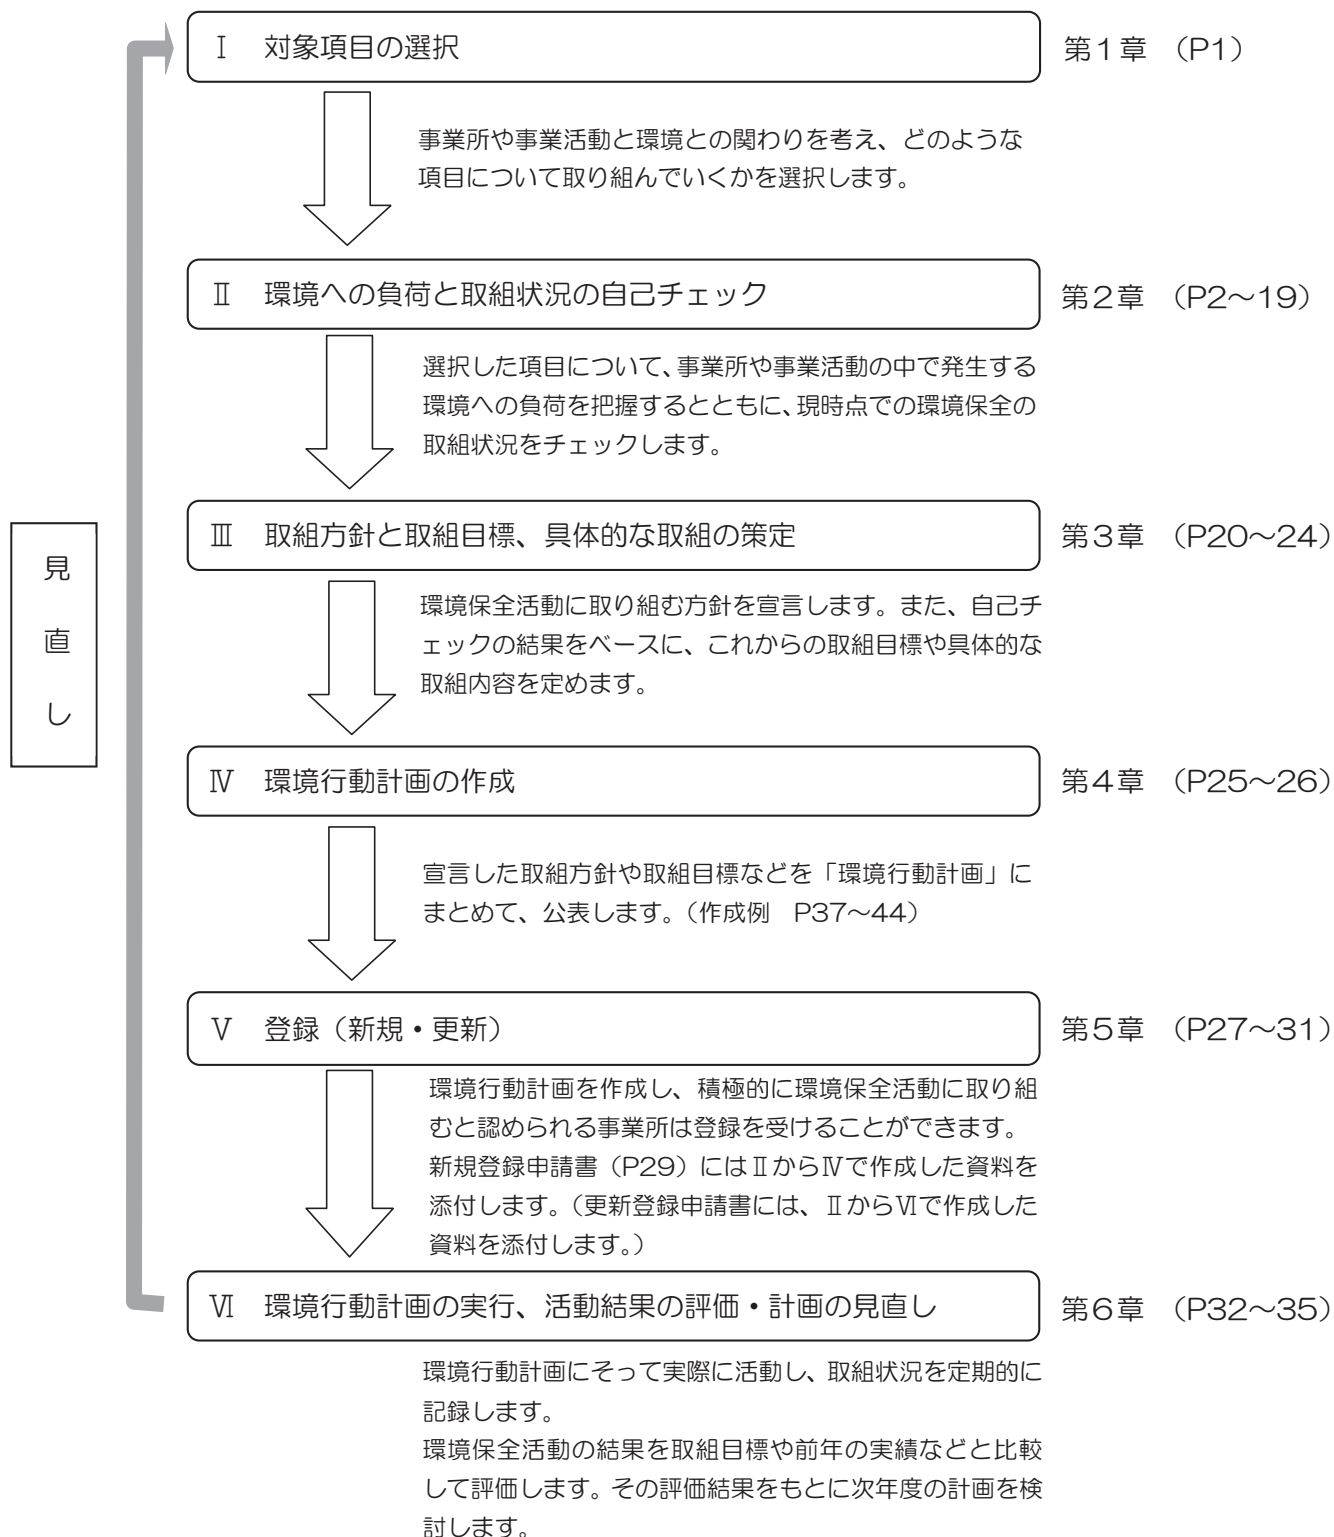 Ⅰ 対象項目の選択
第1章 （P1）
事業所や事業活動と環境との関わりを考え、どのような
項目について取り組んでいくかを選択します。
Ⅱ 環境への負荷と取組状況の自己チェック
第2章 （P2～19）
選択した項目について、事業所や事業活動の中で発生する
環境への負荷を把握するとともに、現時点での環境保全の
取組状況をチェックします。
Ⅲ 取組方針と取組目標、具体的な取組の策定
第3章 （P20～24）
環境保全活動に取り組む方針を宣言します。また、自己チ
ェックの結果をベースに、これからの取組目標や具体的な
取組内容を定めます。
見
直
し
Ⅳ 環境行動計画の作成
第4章 （P25～26）
宣言した取組方針や取組目標などを「環境行動計画」に
まとめて、公表します。（作成例 P37～44）
Ⅴ 登録（新規・更新）
第5章 （P27～31）
環境行動計画を作成し、積極的に環境保全活動に取り組
むと認められる事業所は登録を受けることができます。
新規登録申請書（P29）にはⅡからⅣで作成した資料を
添付します。（更新登録申請書には、ⅡからⅥで作成した
資料を添付します。）
Ⅵ 環境行動計画の実行、活動結果の評価・計画の見直し
第6章 （P32～35）
環境行動計画にそって実際に活動し、取組状況を定期的に
記録します。
環境保全活動の結果を取組目標や前年の実績などと比較
して評価します。その評価結果をもとに次年度の計画を検
討します。